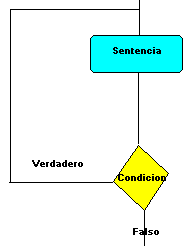 Sentencia
Verdadero
Condicion
Falso